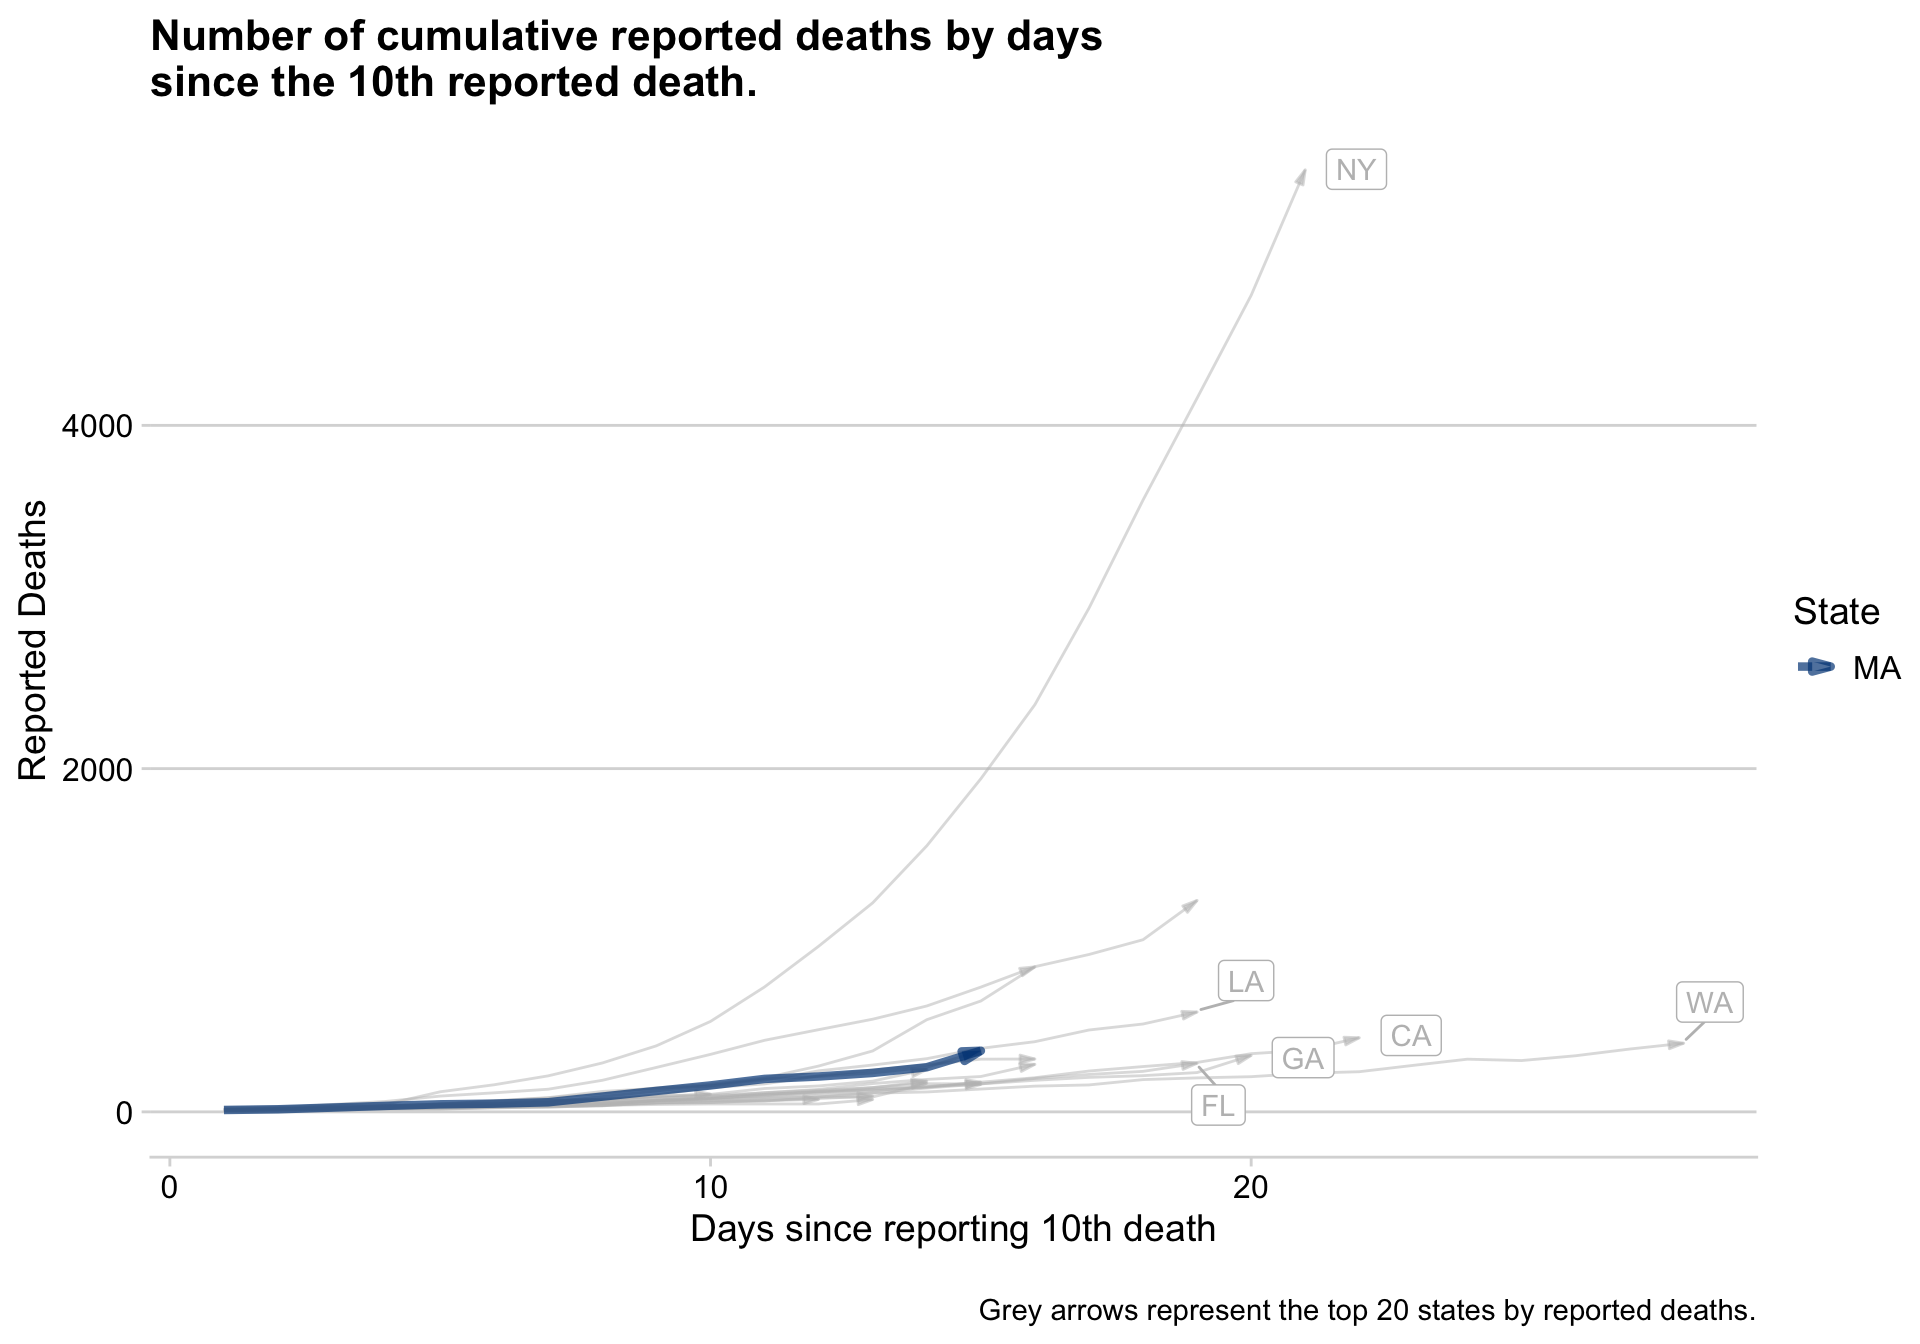 Number of cumulative reported deaths by days
since the 10th reported death.
NY
4000
Reported Deaths
2000
State
MA
LA
WA
CA
GA
FL
0
0
10
20
Days since reporting 10th death
Grey arrows represent the top 20 states by reported deaths.